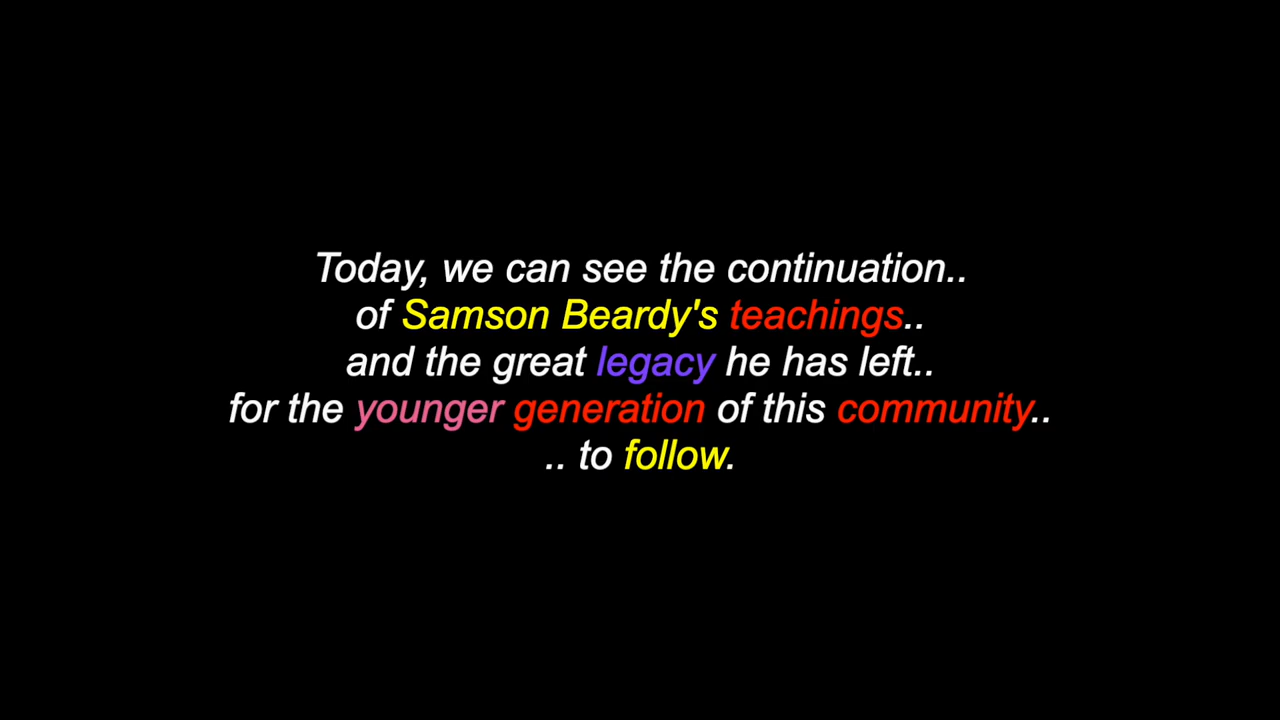 Today, we can see the continuation..
of Samson Beardy's teachings..
and the great legacy he has left..
for the younger generation of this community..
.. to follow.